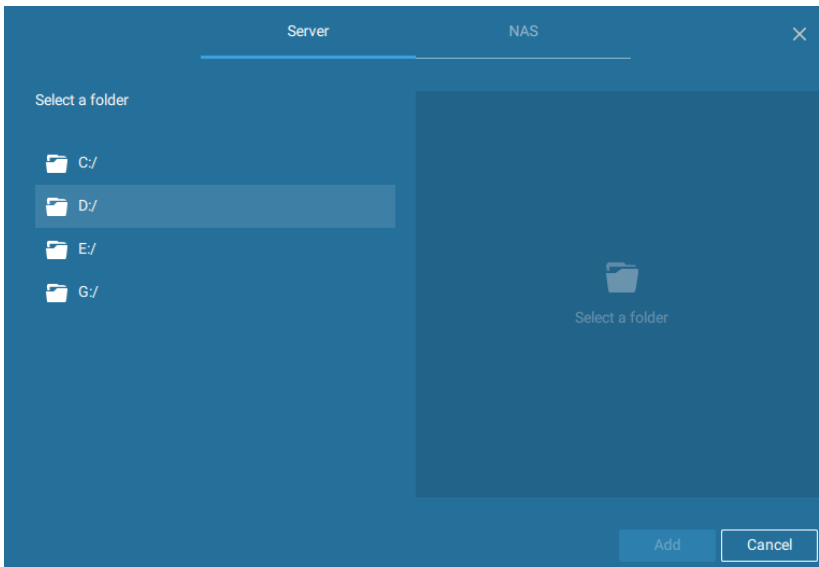 Server
NAS
Select a folder
C:/
D:/
E:/
G:/
Select a folder
Add
Cancel